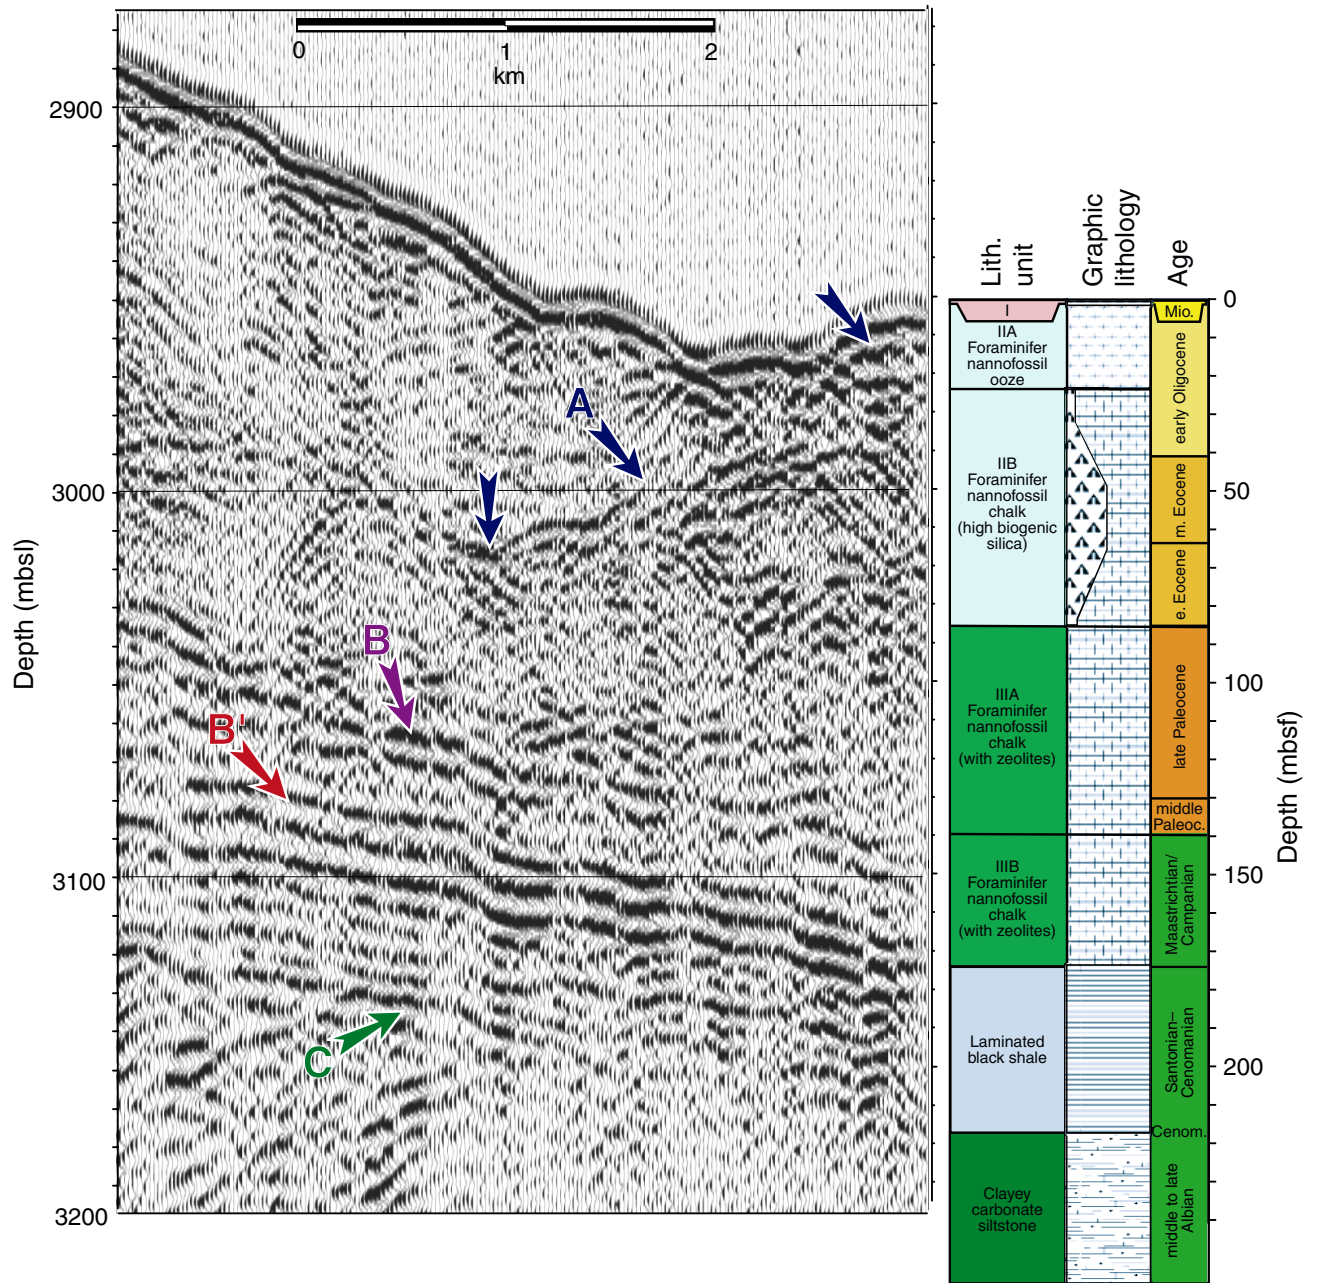 0
1
2
km
2900
3000
3100
3200
Depth (mbsl)
A
B
B'
C
Lith.
unit
Graphic
lithology
Age
I
IIA
Foraminifer
nannofossil
ooze
IIB
Foraminifer
nannofossil
chalk
(high biogenic
silica)
IIIA
Foraminifer
nannofossil
chalk
(with zeolites)
IIIB
Foraminifer
nannofossil
chalk
(with zeolites)
Laminated
black shale
Clayey
carbonate
siltstone
Mio.
early Oligocene
m. Eocene
e. Eocene
late Paleocene
middle
Paleoc.
Maastrichtian/
Campanian
Santonian–
Cenomanian
Cenom.
middle to late
Albian
0
50
100
150
200
Depth (mbsf)